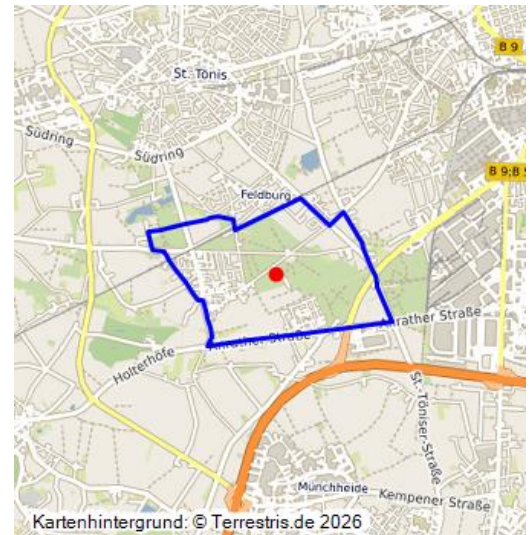 B 9
St. Tönis
Südring
Südring
B 9;B 5
Feldburg
Anrather Straße
Anrather Straße
Holterhöfe
St.-Töniser-Straße
Münchheide
Kempener Straße
Kartenhintergrund: © Terrestris.de 2026